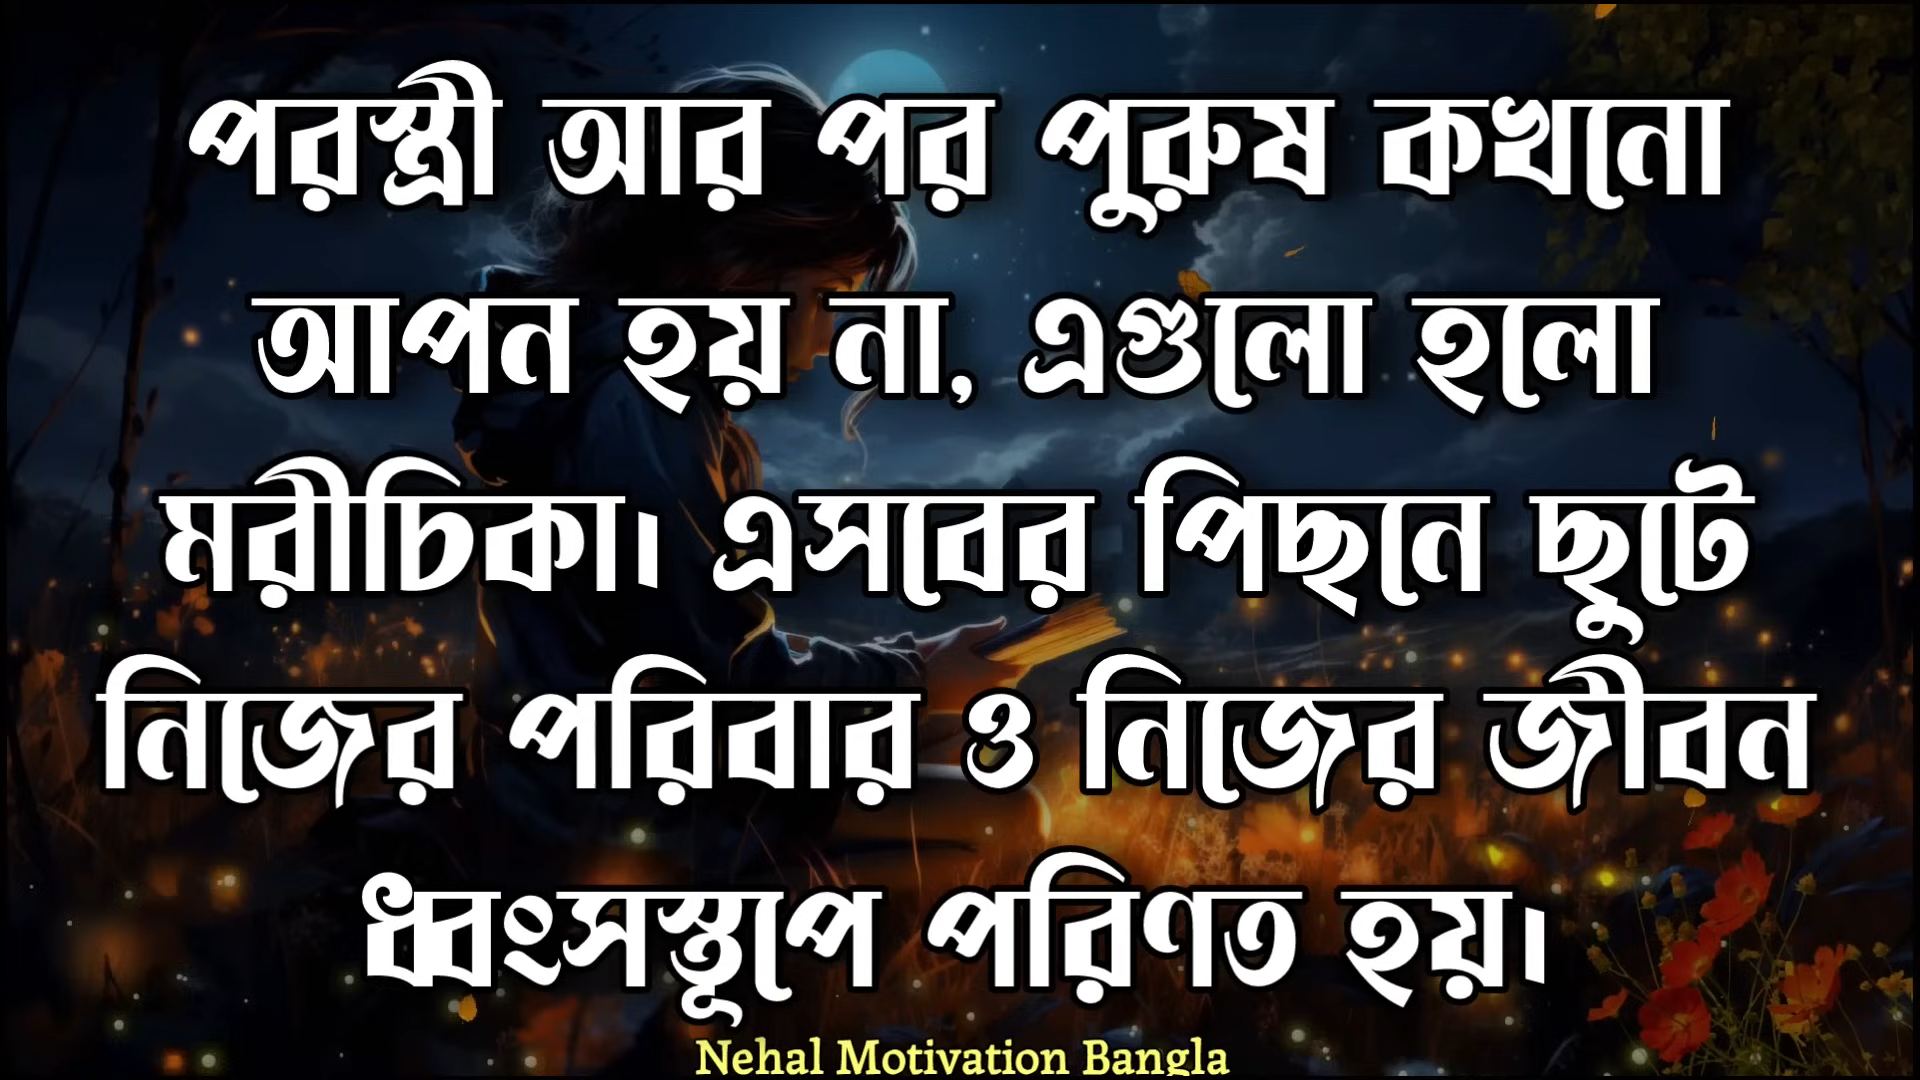 পরস্ত্রী আর পর পুরুষ কখনো
আপন হয় না, এগুলো হলো
মরীচিকা। এসবের পিছনে ছুটে
নিজের পরিবার ও নিজের জীবন
ধ্বংসস্তূপে পরিণত হয়।
Nehal Motivation Bangla